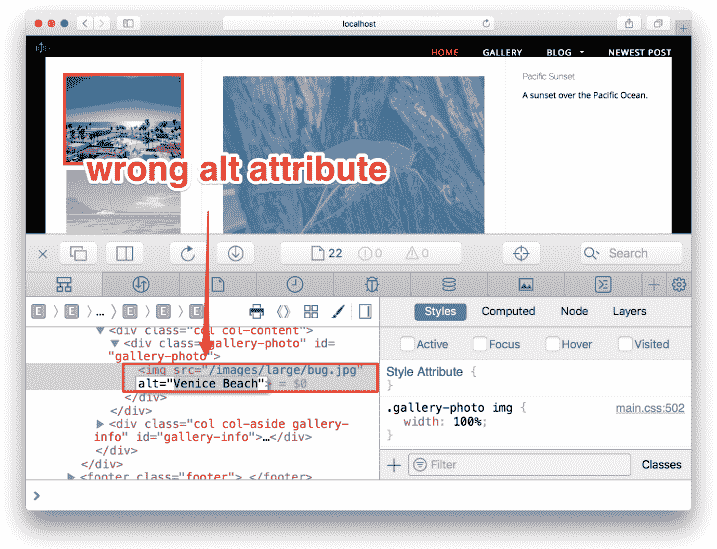 localhost
HOME GALLERY BLOG NEWEST POST
Pacific Sunset
A sunset over the Pacific Ocean.
wrong alt attribute
22 0 0 Search
E E … E E E
Styles Computed Node Layers
<div class="col col-content">
<div class="gallery-photo" id=
"gallery-photo">
<img src="/images/large/bug.jpg"
alt="Venice Beach"> = $0
</div>
</div>
<div class="col col-aside gallery-
info" id="gallery-info">…</div>
</div>
</div>
<footer class="footer"> </footer>
Active Focus Hover Visited
Style Attribute {
}
.gallery-photo img { main.css:502
width: 100%;
}
Filter Classes